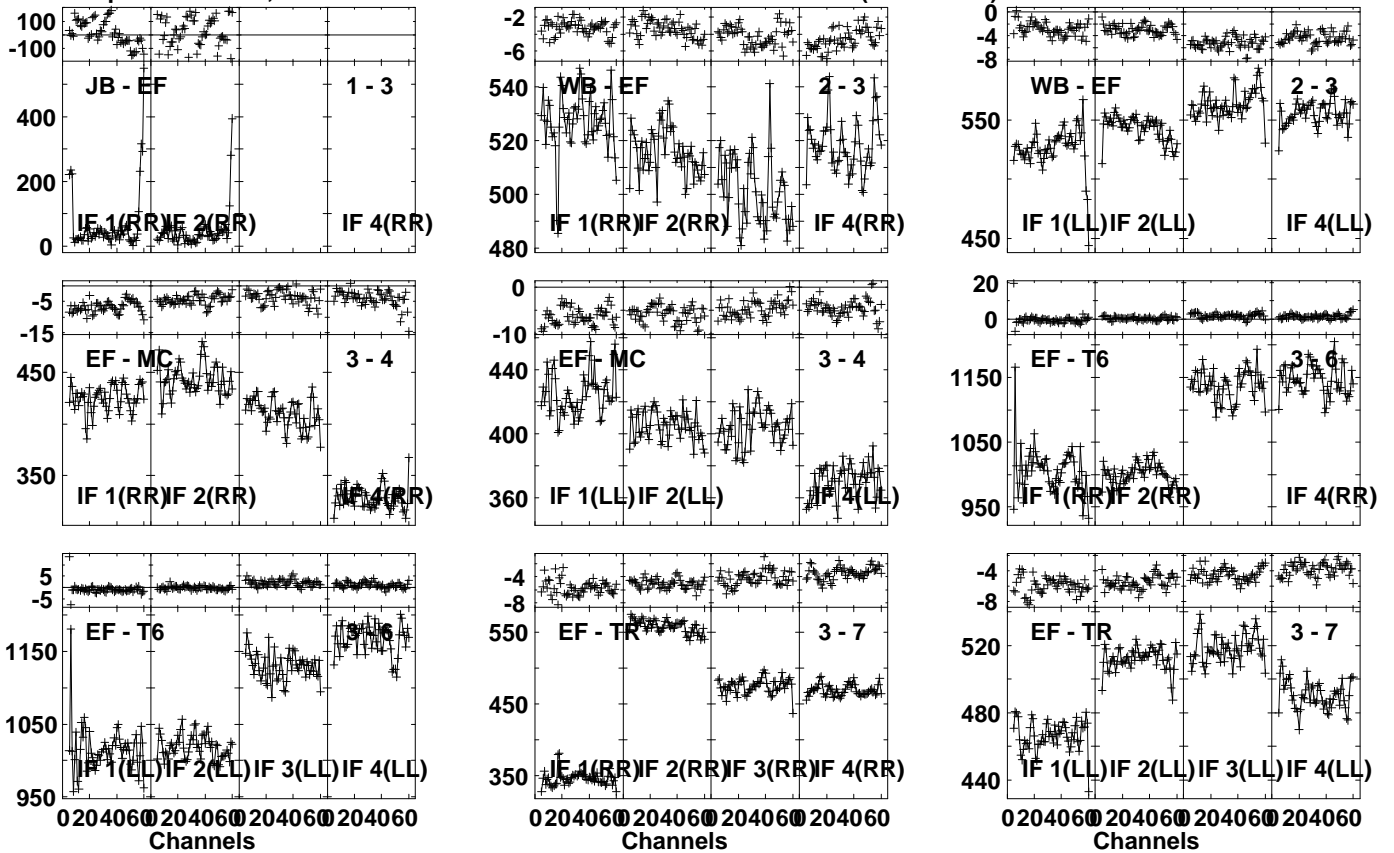 100
-100
JB - EF 1 - 3
400
200
0
IF 1(RR) IF 2(RR) IF 4(RR)
-2
-6
540
WB - EF 2 - 3
520
500
480
IF 1(RR) IF 2(RR) IF 4(RR)
0
-4
-8
WB - EF 2 - 3
550
450
IF 1(LL) IF 2(LL) IF 4(LL)
-5
-15
EF - MC 3 - 4
450
350
IF 1(RR) IF 2(RR) IF 4(RR)
0
-10
440
EF - MC 3 - 4
400
360
IF 1(LL) IF 2(LL) IF 4(LL)
20
0
EF - T6 3 - 6
1150
1050
950
IF 1(RR) IF 2(RR) IF 4(RR)
5
-5
EF - T6 3 - 6
1150
1050
950
IF 1(LL) IF 2(LL) IF 3(LL) IF 4(LL)
0 20 40 60 0 20 40 60 0 20 40 60 0 20 40 60
Channels
-4
-8
EF - TR 3 - 7
550
450
350
IF 1(RR) IF 2(RR) IF 3(RR) IF 4(RR)
0 20 40 60 0 20 40 60 0 20 40 60 0 20 40 60
Channels
-4
-8
EF - TR 3 - 7
520
480
440
IF 1(LL) IF 2(LL) IF 3(LL) IF 4(LL)
0 20 40 60 0 20 40 60 0 20 40 60 0 20 40 60
Channels